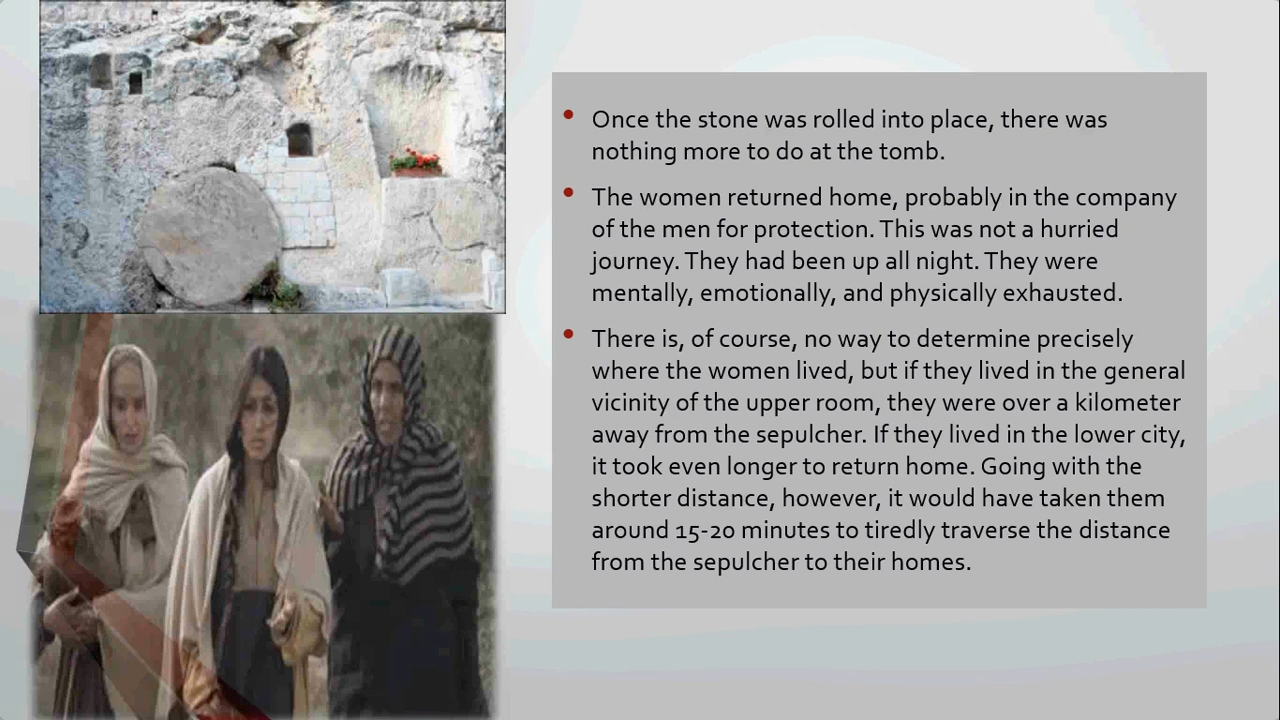 • Once the stone was rolled into place, there was
nothing more to do at the tomb.
• The women returned home, probably in the company
of the men for protection. This was not a hurried
journey. They had been up all night. They were
mentally, emotionally, and physically exhausted.
• There is, of course, no way to determine precisely
where the women lived, but if they lived in the general
vicinity of the upper room, they were over a kilometer
away from the sepulcher. If they lived in the lower city,
it took even longer to return home. Going with the
shorter distance, however, it would have taken them
around 15-20 minutes to tiredly traverse the distance
from the sepulcher to their homes.